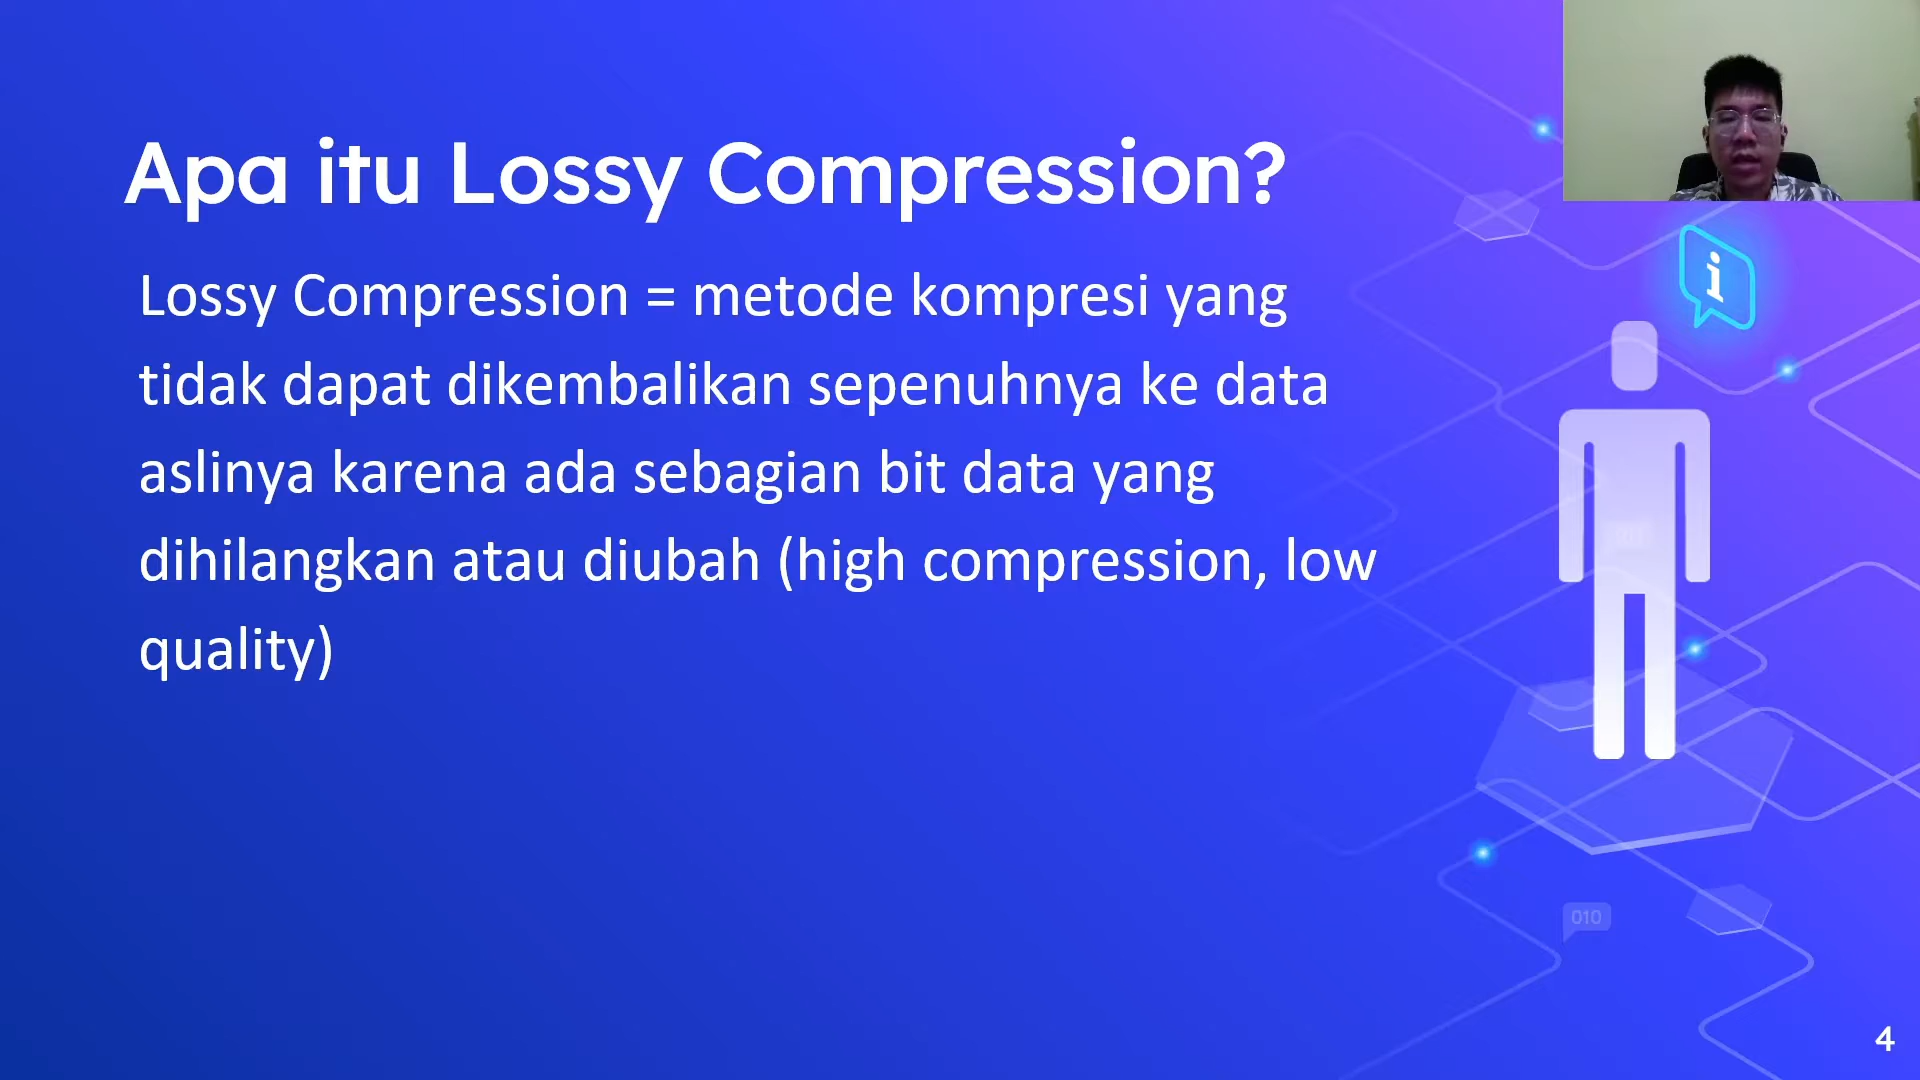 Apa itu Lossy Compression?
Lossy Compression = metode kompresi yang
tidak dapat dikembalikan sepenuhnya ke data
aslinya karena ada sebagian bit data yang
dihilangkan atau diubah (high compression, low
quality)
i
010
4